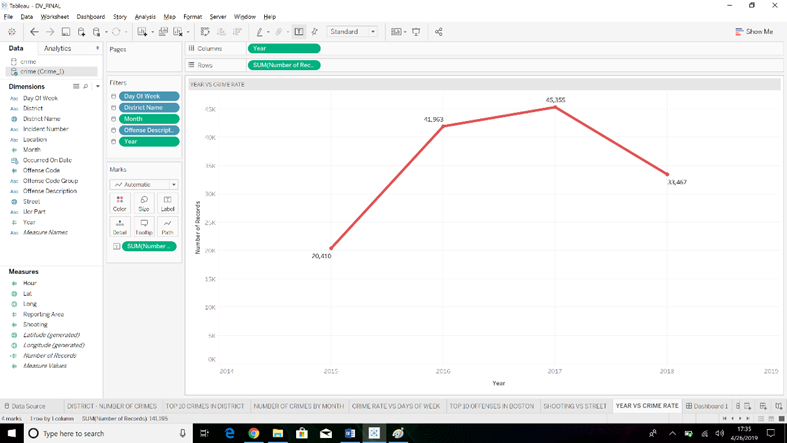 Tableau - DV_FINAL
File Data Worksheet Dashboard Story Analysis Map Format Server Window Help
Standard
Show Me
Data Analytics
crime
crime (Crime_1)
Dimensions
Abc Day Of Week
Abc District
District Name
Abc Incident Number
Abc Location
Month
Occurred On Date
Offense Code
Abc Offense Code Group
Abc Offense Description
Street
Abc Ucr Part
Year
Abc Measure Names
Measures
Hour
Lat
Long
Reporting Area
Shooting
Latitude (generated)
Longitude (generated)
Number of Records
Measure Values
Pages
Filters
Day Of Week
District Name
Month
Offense Descript..
Year
Marks
Automatic
Color Size Label
Detail Tooltip Path
SUM(Number ..
Columns Year
Rows SUM(Number of Rec..
YEAR VS CRIME RATE
45K
40K
35K
30K
25K
20K
15K
10K
5K
0K
Number of Records
20,410
41,963
45,355
33,467
2014 2015 2016 2017 2018 2019
Year
Data Source DISTRICT - NUMBER OF CRIMES TOP 10 CRIMES IN DISTRICT NUMBER OF CRIMES BY MONTH CRIME RATE VS DAYS OF WEEK TOP 10 OFFENSES IN BOSTON SHOOTING VS STREET YEAR VS CRIME RATE Dashboard 1
4 marks 1 row by 1 column SUM(Number of Records): 141,195
Type here to search
17:35
4/26/2019